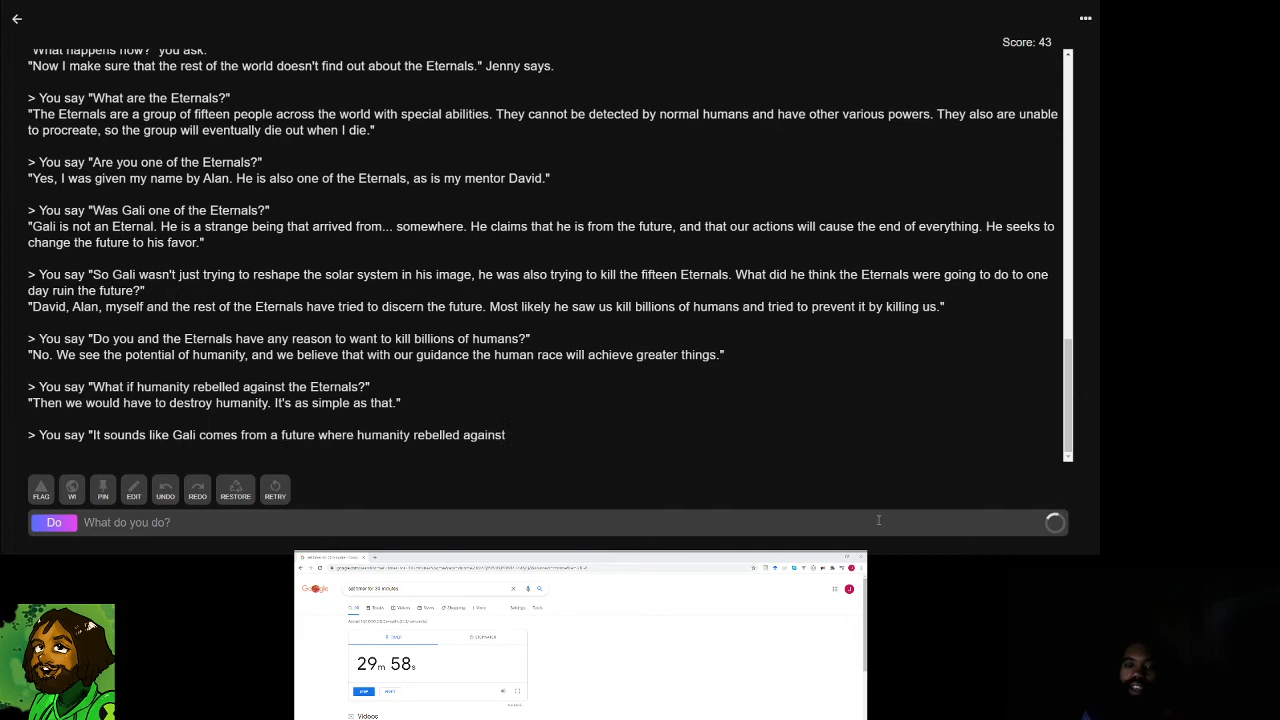 Score: 43
"What happens now?" you ask.
"Now I make sure that the rest of the world doesn't find out about the Eternals." Jenny says.
> You say "What are the Eternals?"
"The Eternals are a group of fifteen people across the world with special abilities. They cannot be detected by normal humans and have other various powers. They also are unable
to procreate, so the group will eventually die out when I die."
> You say "Are you one of the Eternals?"
"Yes, I was given my name by Alan. He is also one of the Eternals, as is my mentor David."
> You say "Was Gali one of the Eternals?"
"Gali is not an Eternal. He is a strange being that arrived from... somewhere. He claims that he is from the future, and that our actions will cause the end of everything. He seeks to
change the future to his favor."
> You say "So Gali wasn't just trying to reshape the solar system in his image, he was also trying to kill the fifteen Eternals. What did he think the Eternals were going to do to one
day ruin the future?"
"David, Alan, myself and the rest of the Eternals have tried to discern the future. Most likely he saw us kill billions of humans and tried to prevent it by killing us."
> You say "Do you and the Eternals have any reason to want to kill billions of humans?"
"No. We see the potential of humanity, and we believe that with our guidance the human race will achieve greater things."
> You say "What if humanity rebelled against the Eternals?"
"Then we would have to destroy humanity. It's as simple as that."
> You say "It sounds like Gali comes from a future where humanity rebelled against
FLAG WI PIN EDIT UNDO REDO RESTORE RETRY
Do What do you do?
Google set timer for 30 minutes
All Books Videos News Shopping More Settings Tools
29m 58s
Videos